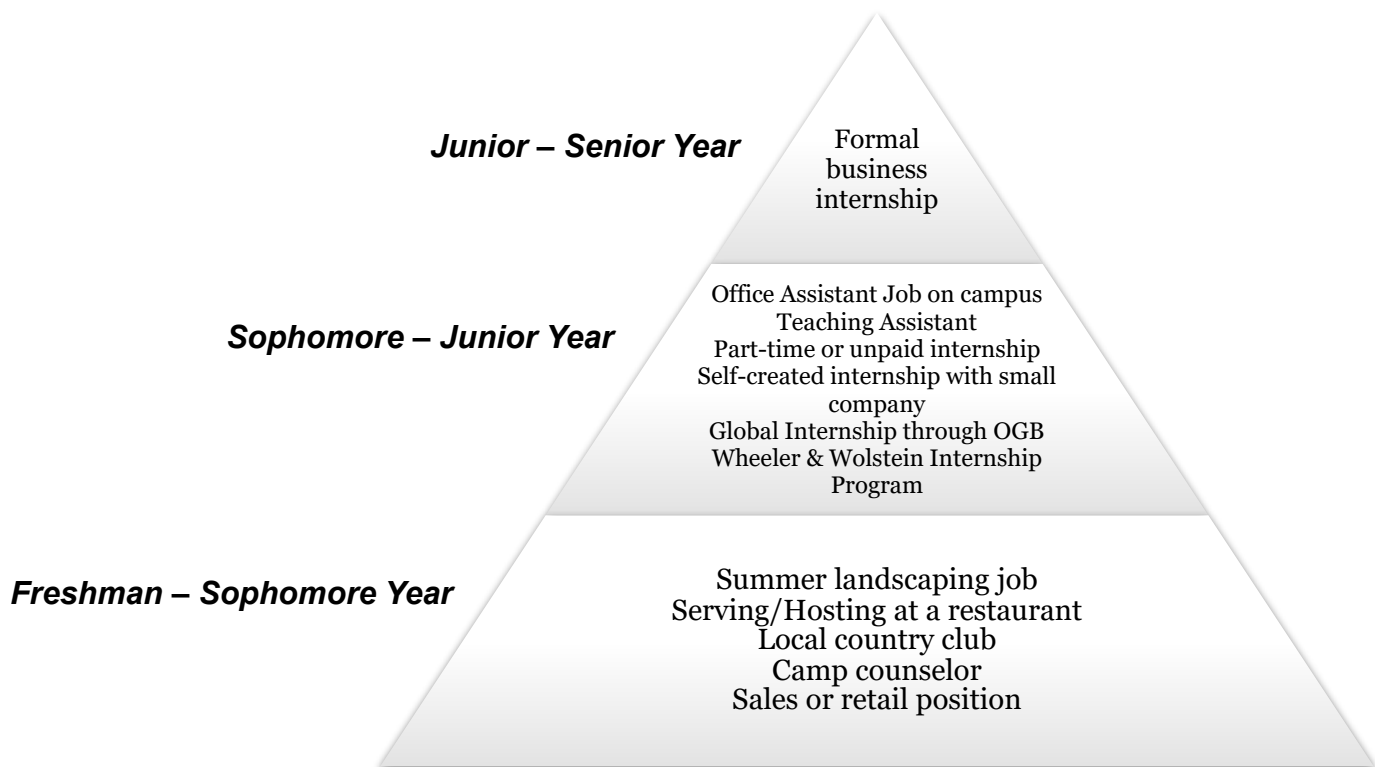 Junior – Senior Year
Formal
business
internship
Sophomore – Junior Year
Office Assistant Job on campus
Teaching Assistant
Part-time or unpaid internship
Self-created internship with small
company
Global Internship through OGB
Wheeler & Wolstein Internship
Program
Freshman – Sophomore Year
Summer landscaping job
Serving/Hosting at a restaurant
Local country club
Camp counselor
Sales or retail position